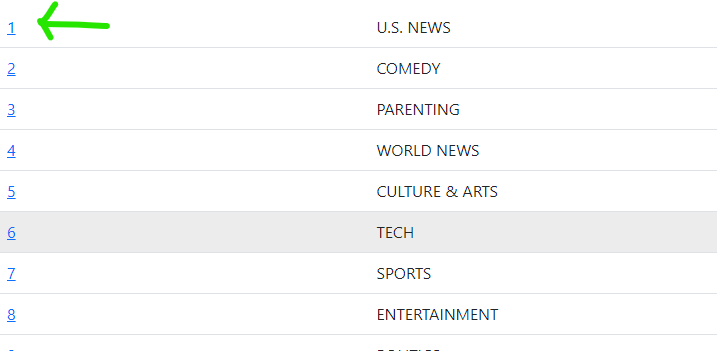 1 U.S. NEWS
2 COMEDY
3 PARENTING
4 WORLD NEWS
5 CULTURE & ARTS
6 TECH
7 SPORTS
8 ENTERTAINMENT